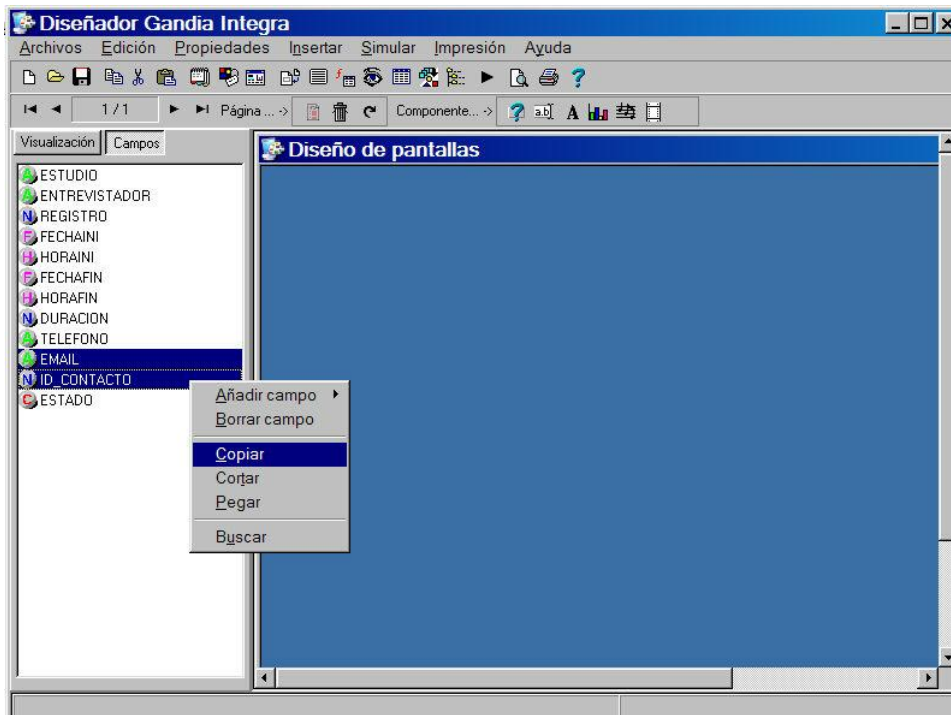 Diseñador Gandia Integra
Archivos Edición Propiedades Insertar Simular Impresión Ayuda
1 / 1 Página ... -> Componente... ->
Visualización Campos
Diseño de pantallas
ESTUDIO
ENTREVISTADOR
REGISTRO
FECHAINI
HORAINI
FECHAFIN
HORAFIN
DURACION
TELEFONO
EMAIL
ID_CONTACTO
ESTADO
Añadir campo
Borrar campo
Copiar
Cortar
Pegar
Buscar